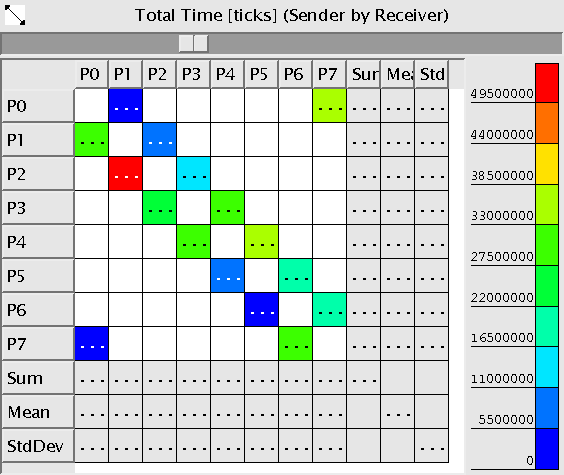 Total Time [ticks] (Sender by Receiver)
P0 P1 P2 P3 P4 P5 P6 P7 Sur Mea Std
P0 ... ... ... ... ...
P1 ... ... ... ... ...
P2 ... ... ... ... ...
P3 ... ... ... ... ...
P4 ... ... ... ... ...
P5 ... ... ... ... ...
P6 ... ... ... ... ...
P7 ... ... ... ... ...
Sum ... ... ... ... ... ... ... ... ...
Mean ... ... ... ... ... ... ... ... ...
StdDev ... ... ... ... ... ... ... ... ...
49500000
44000000
38500000
33000000
27500000
22000000
16500000
11000000
5500000
0